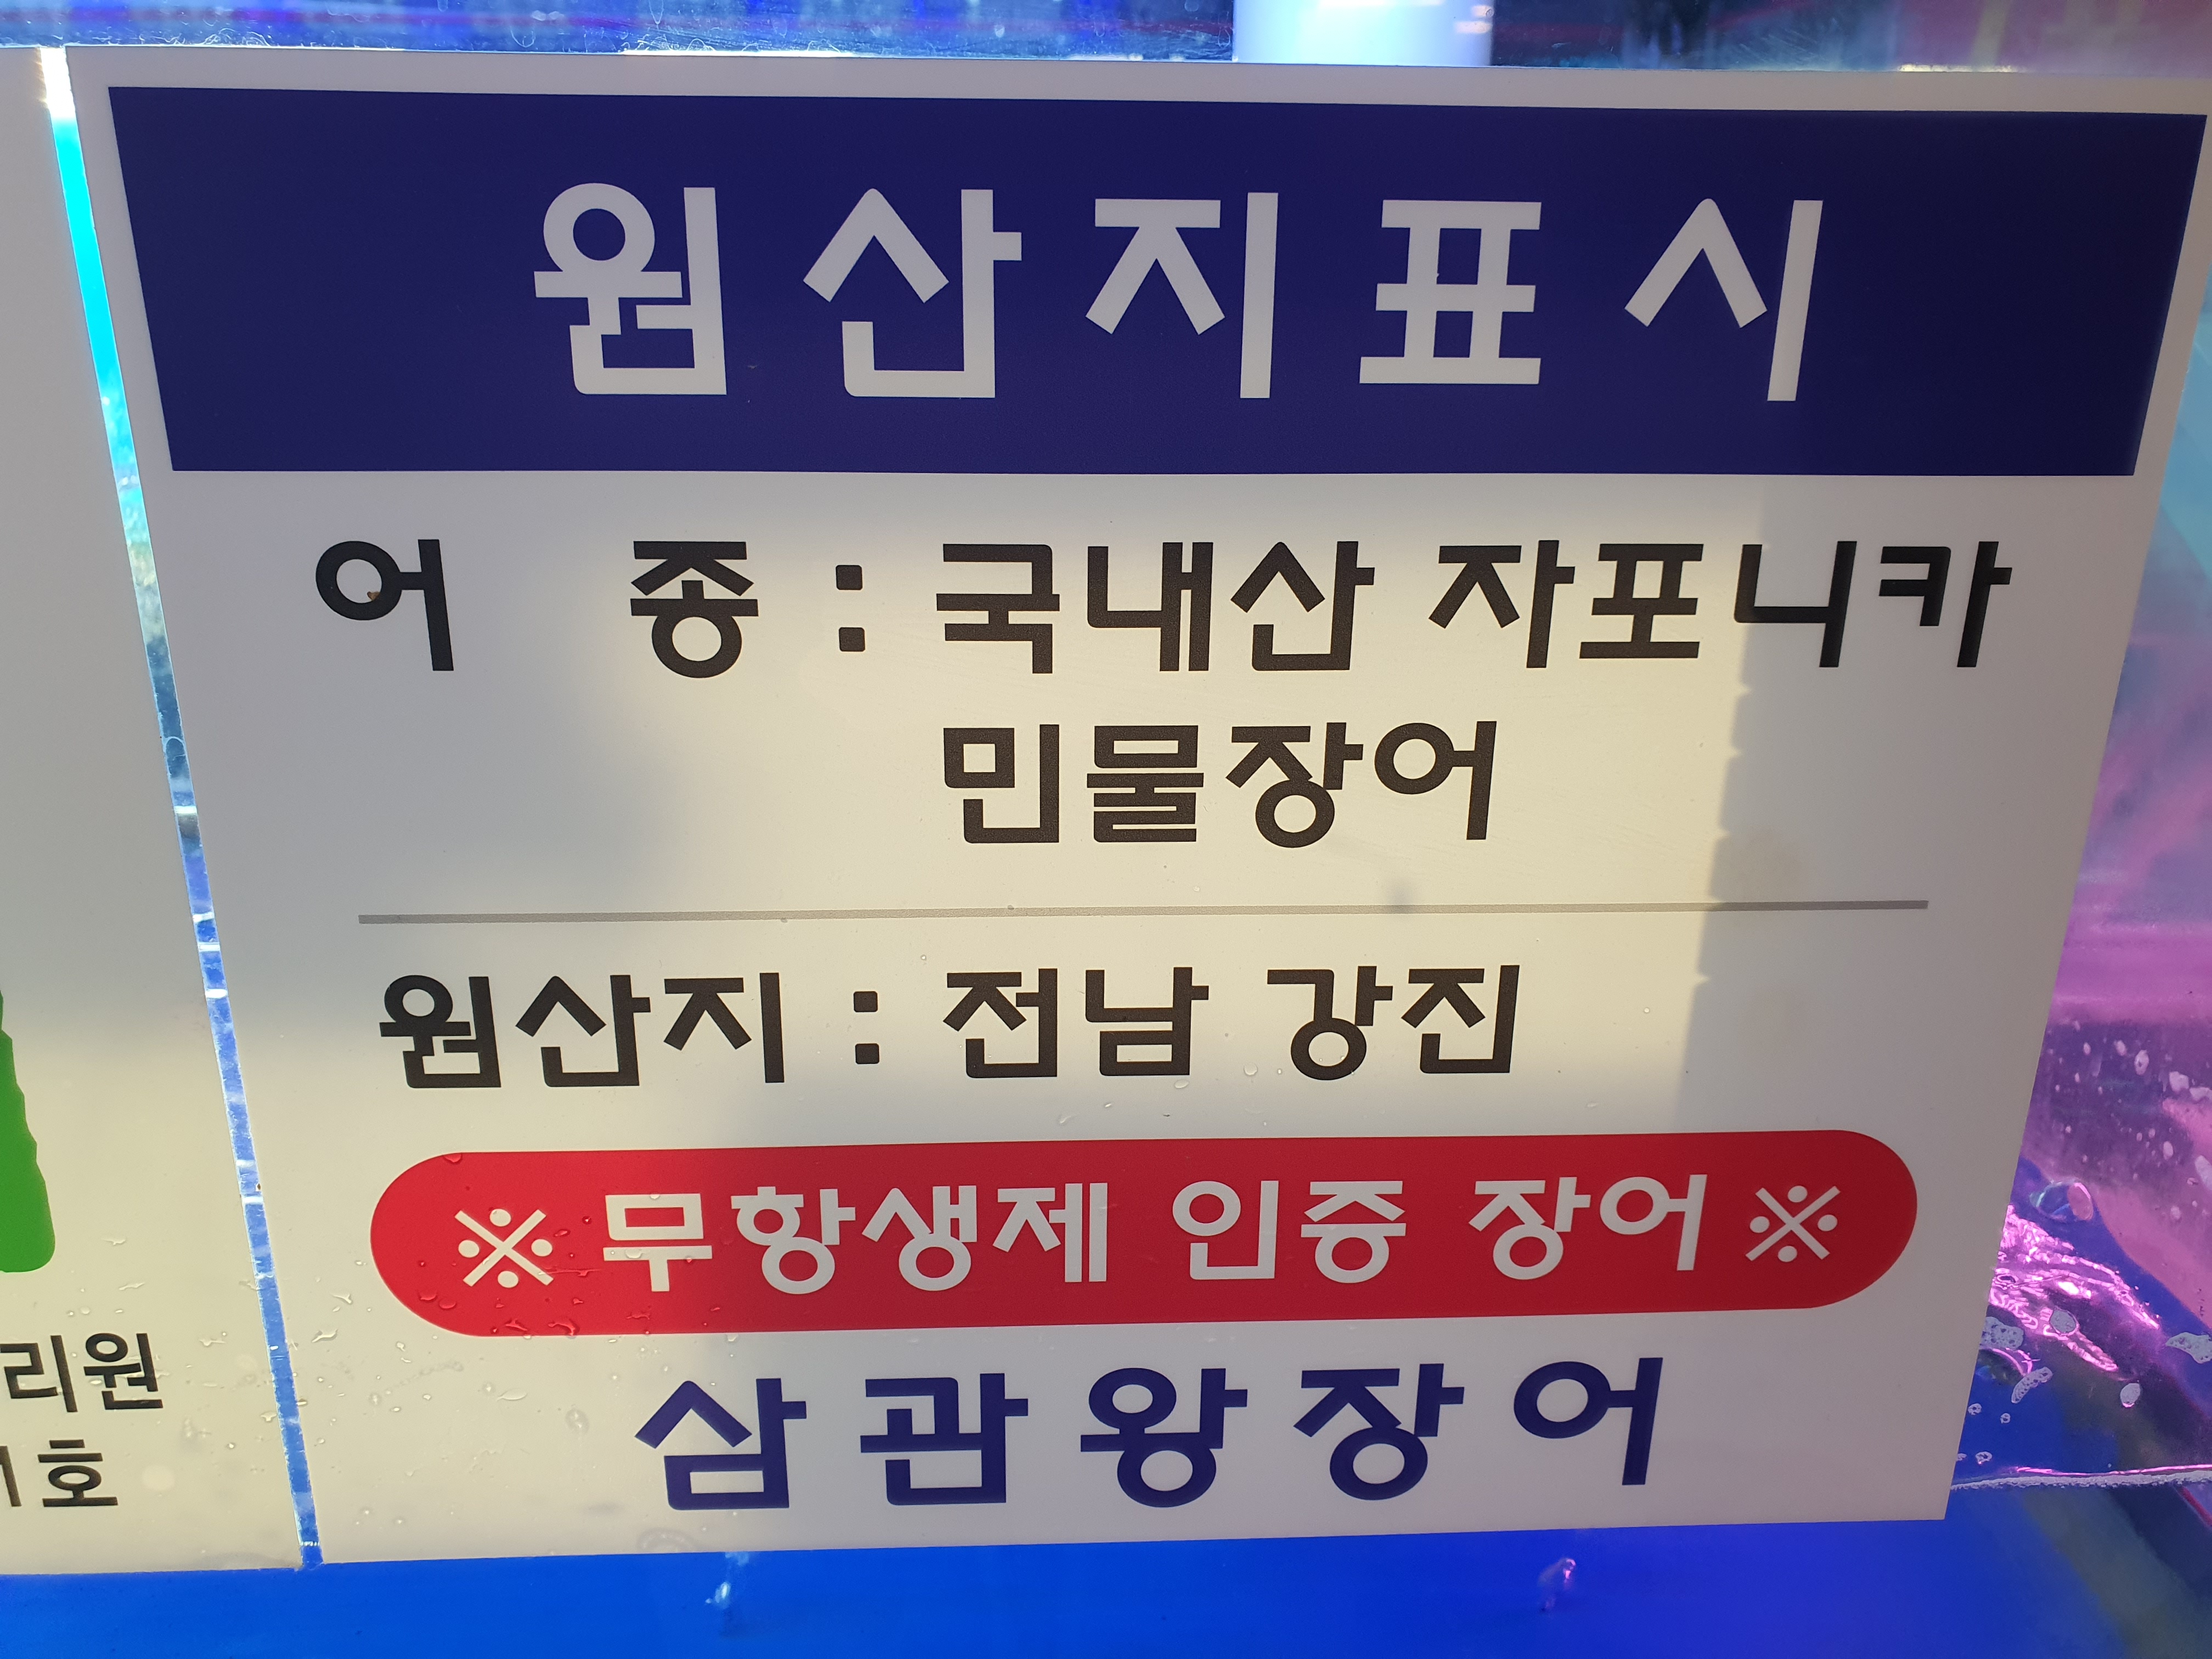 원산지표시
어 종 : 국내산 자포니카
민물장어
원산지 : 전남 강진
※ 무항생제 인증 장어 ※
삼관왕장어
리원
호